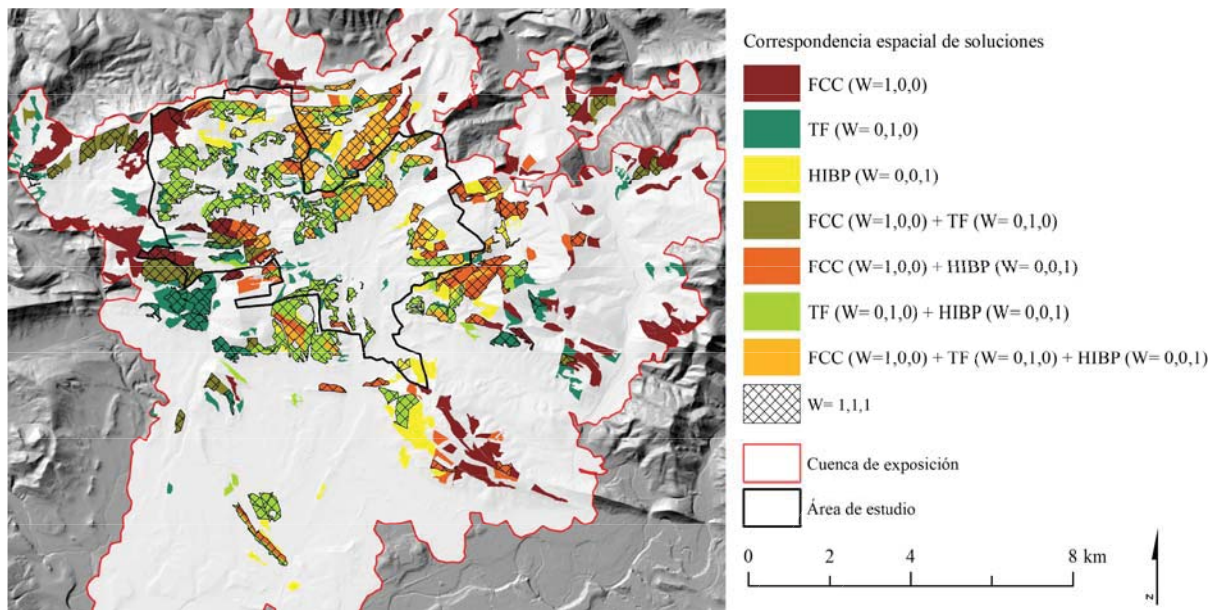 Correspondencia espacial de soluciones
FCC (W=1,0,0)
TF (W= 0,1,0)
HIBP (W= 0,0,1)
FCC (W=1,0,0) + TF (W= 0,1,0)
FCC (W=1,0,0) + HIBP (W= 0,0,1)
TF (W= 0,1,0) + HIBP (W= 0,0,1)
FCC (W=1,0,0) + TF (W= 0,1,0) + HIBP (W= 0,0,1)
W= 1,1,1
Cuenca de exposición
Área de estudio
0 2 4 8 km
N